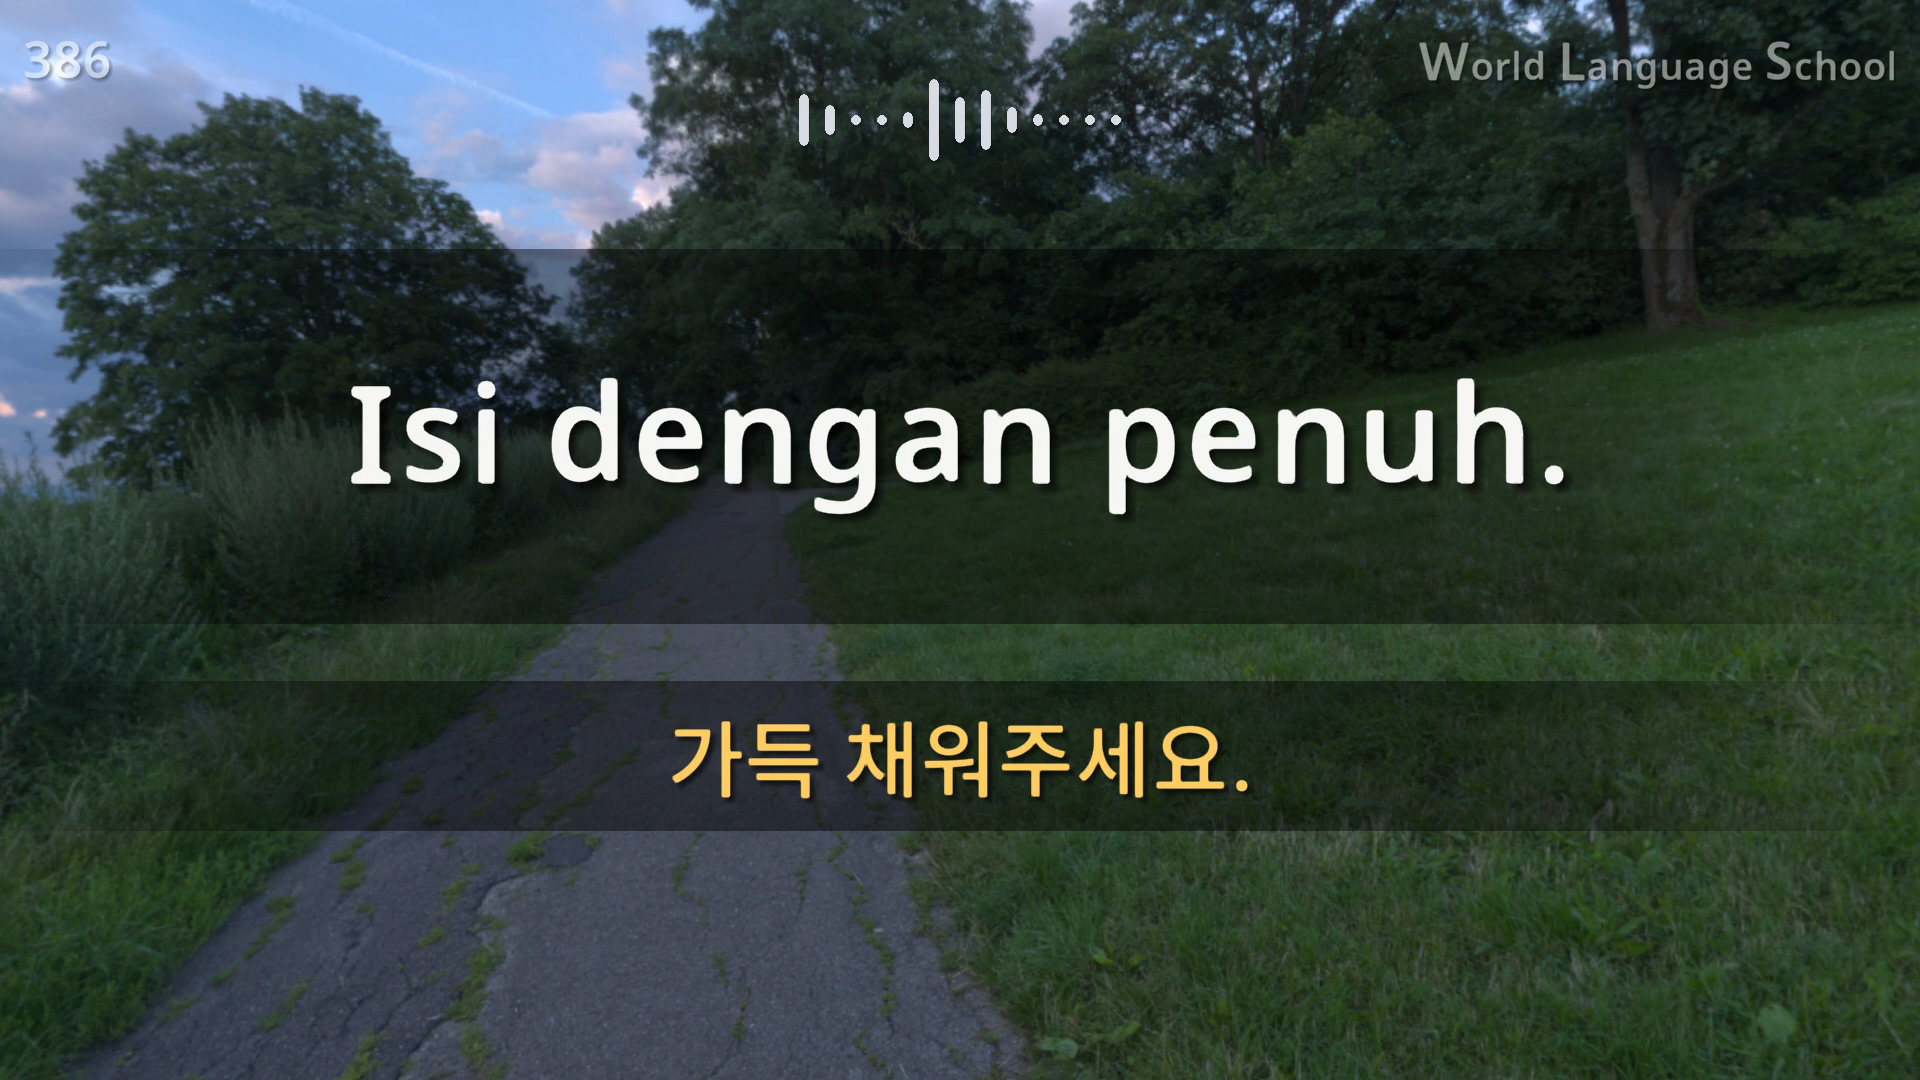 386
World Language School
Isi dengan penuh.
가득 채워주세요.